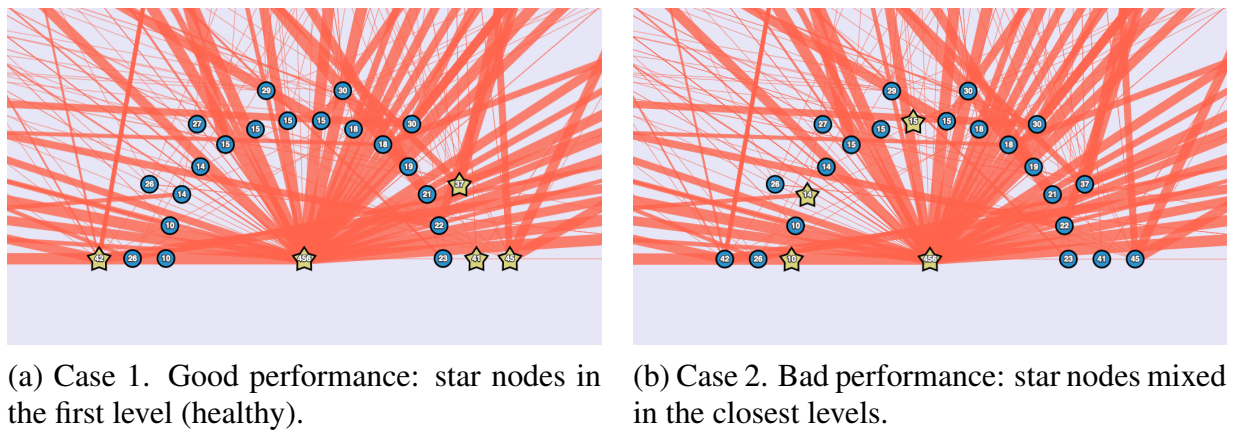 29 30 29 30
27 15 15 15 18 30 27 15 15 15 18 30
15 18 15 18
14 19 14 19
26 14 21 37 26 14 21 37
10 22 10 22
42 26 10 456 23 41 45 42 26 10 456 23 41 45
(a) Case 1. Good performance: star nodes in
the first level (healthy).
(b) Case 2. Bad performance: star nodes mixed
in the closest levels.